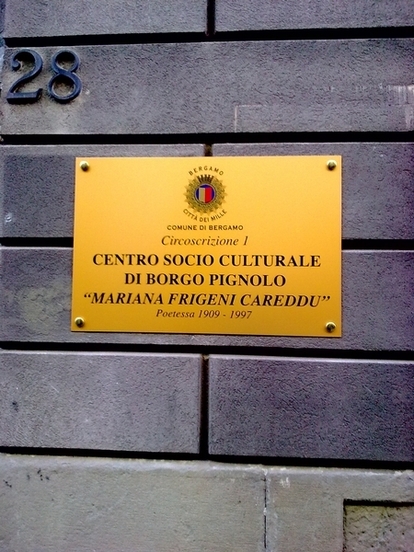 28
BERGAMO
CITTÀ DEI MILLE
COMUNE DI BERGAMO
Circoscrizione 1
CENTRO SOCIO CULTURALE
DI BORGO PIGNOLO
“MARIANA FRIGENI CAREDDU”
Poetessa 1909 - 1997